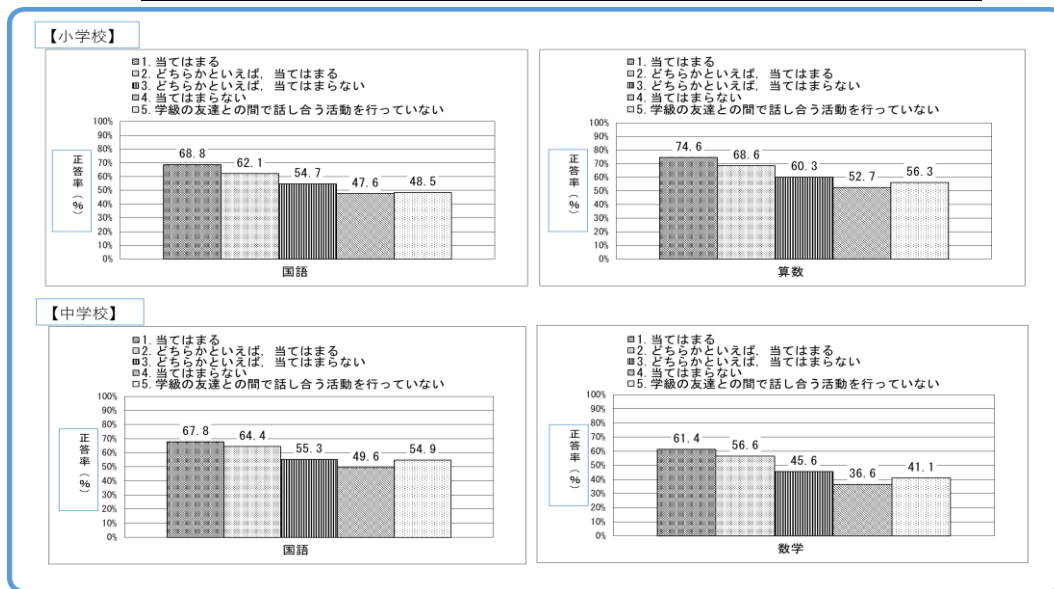 【小学校】
1. 当てはまる
2. どちらかといえば, 当てはまる
3. どちらかといえば, 当てはまらない
4. 当てはまらない
5. 学級の友達との間で話し合う活動を行っていない
100%
90%
80%
70%
60%
50%
40%
30%
20%
10%
0%
正答率(%)
68.8
62.1
54.7
47.6
48.5
国語
1. 当てはまる
2. どちらかといえば, 当てはまる
3. どちらかといえば, 当てはまらない
4. 当てはまらない
5. 学級の友達との間で話し合う活動を行っていない
100%
90%
80%
70%
60%
50%
40%
30%
20%
10%
0%
正答率(%)
74.6
68.6
60.3
52.7
56.3
算数
【中学校】
1. 当てはまる
2. どちらかといえば, 当てはまる
3. どちらかといえば, 当てはまらない
4. 当てはまらない
5. 学級の友達との間で話し合う活動を行っていない
100%
90%
80%
70%
60%
50%
40%
30%
20%
10%
0%
正答率(%)
67.8
64.4
55.3
49.6
54.9
国語
1. 当てはまる
2. どちらかといえば, 当てはまる
3. どちらかといえば, 当てはまらない
4. 当てはまらない
5. 学級の友達との間で話し合う活動を行っていない
100%
90%
80%
70%
60%
50%
40%
30%
20%
10%
0%
正答率(%)
61.4
56.6
45.6
36.6
41.1
数学